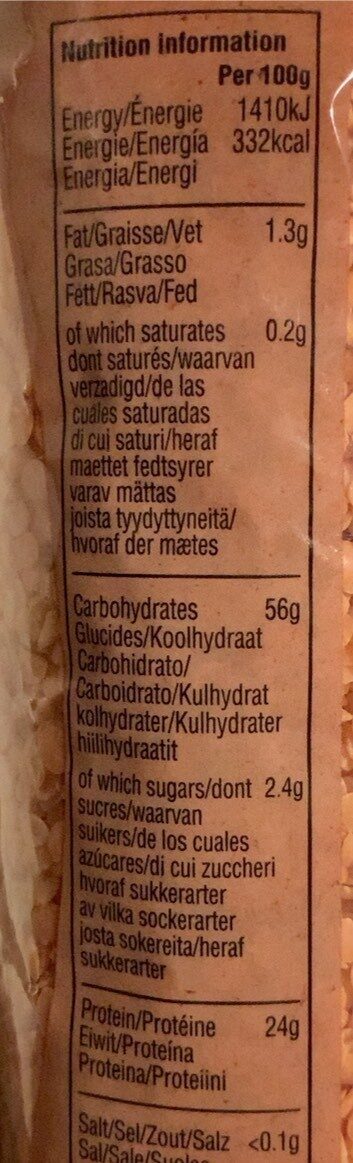 Nutrition Information
Per 100g
Energy/Énergie 1410kJ
Energie/Energía 332kcal
Energia/Energi
Fat/Graisse/Vet 1.3g
Grasa/Grasso
Fett/Rasva/Fed
of which saturates 0.2g
dont saturés/waarvan
verzadigd/de las
cuáles saturadas
di cui saturi/heraf
maettet fedtsyrer
varav mättas
joista tyydyttyneitä/
hvoraf der mætes
Carbohydrates 56g
Glucides/Koolhydraat
Carbohidrato/
Carboidrato/Kulhydrat
kolhydrater/Kulhydrater
hiilihydraatit
of which sugars/dont 2.4g
sucres/waarvan
suikers/de los cuales
azúcares/di cui zuccheri
hvoraf sukkerarter
av vilka sockerarter
josta sokereita/heraf
sukkerarter
Protein/Protéine 24g
Eiwit/Proteína
Proteina/Proteiini
Salt/Sel/Zout/Salz <0.1g
Sal/Sale/Suola